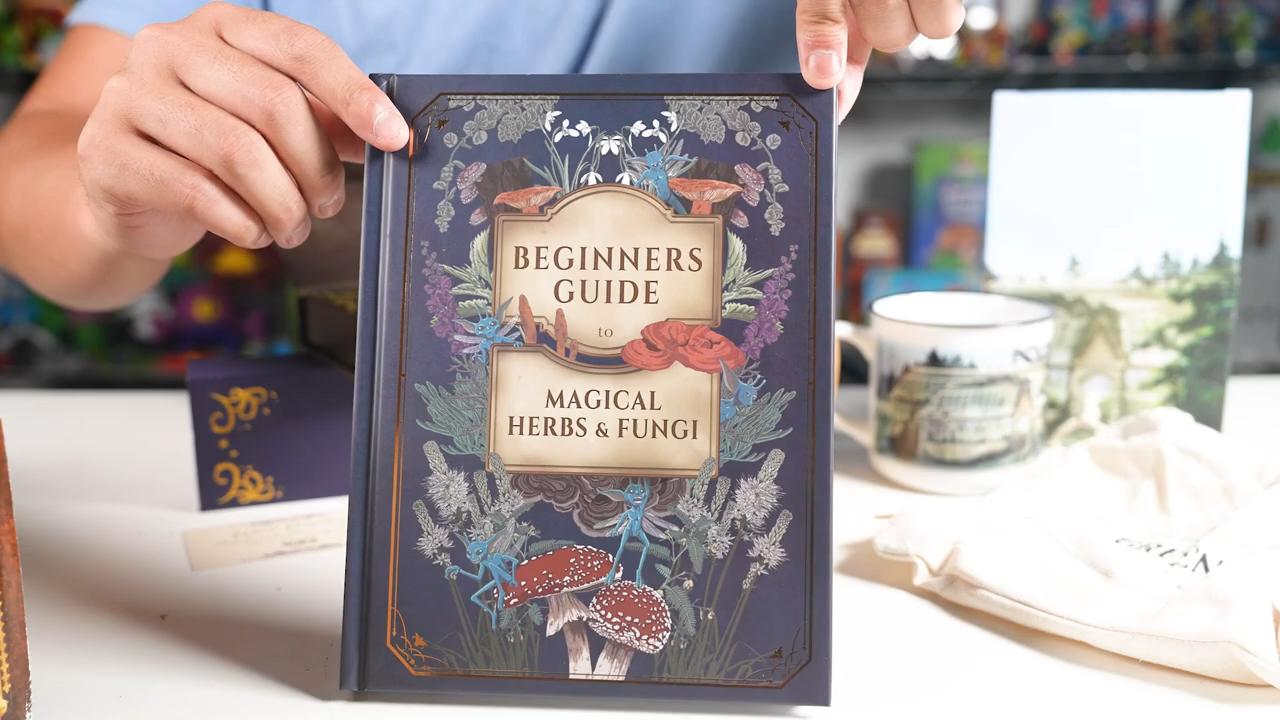 BEGINNERS
GUIDE
to
MAGICAL
HERBS & FUNGI